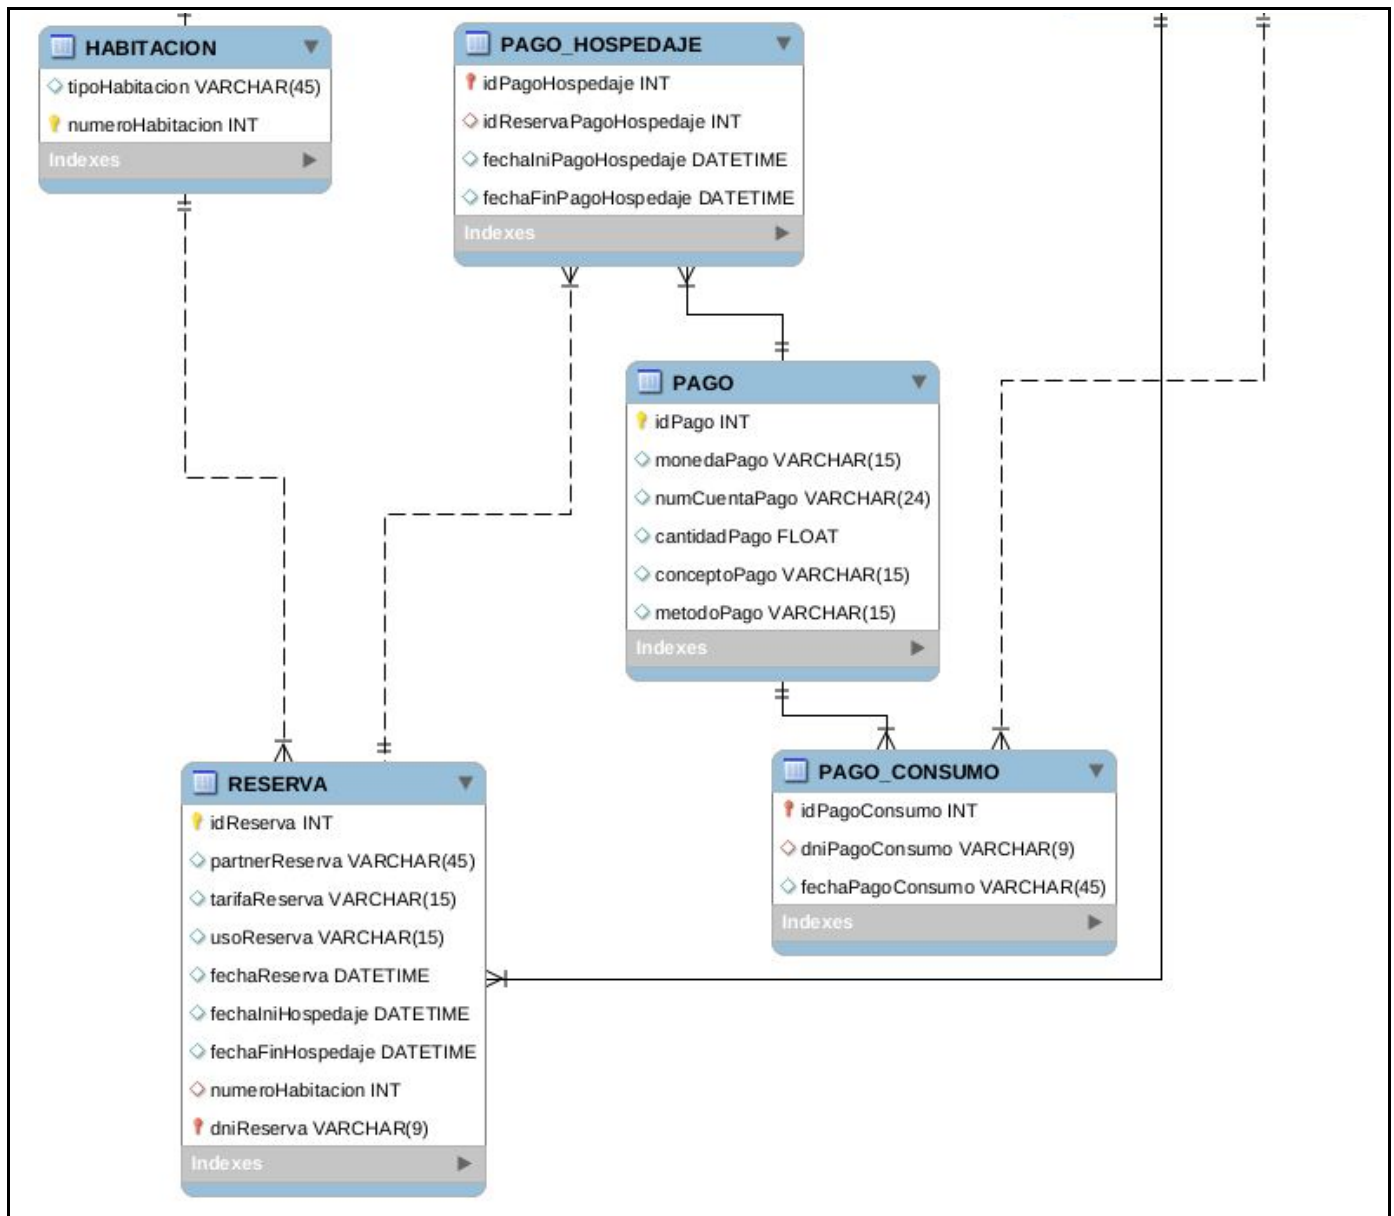 HABITACION
tipoHabitacion VARCHAR(45)
numeroHabitacion INT
Indexes
PAGO_HOSPEDAJE
idPagoHospedaje INT
idReservaPagoHospedaje INT
fechaIniPagoHospedaje DATETIME
fechaFinPagoHospedaje DATETIME
Indexes
PAGO
idPago INT
monedaPago VARCHAR(15)
numCuentaPago VARCHAR(24)
cantidadPago FLOAT
conceptoPago VARCHAR(15)
metodoPago VARCHAR(15)
Indexes
RESERVA
idReserva INT
partnerReserva VARCHAR(45)
tarifaReserva VARCHAR(15)
usoReserva VARCHAR(15)
fechaReserva DATETIME
fechaIniHospedaje DATETIME
fechaFinHospedaje DATETIME
numeroHabitacion INT
dniReserva VARCHAR(9)
Indexes
PAGO_CONSUMO
idPagoConsumo INT
dniPagoConsumo VARCHAR(9)
fechaPagoConsumo VARCHAR(45)
Indexes